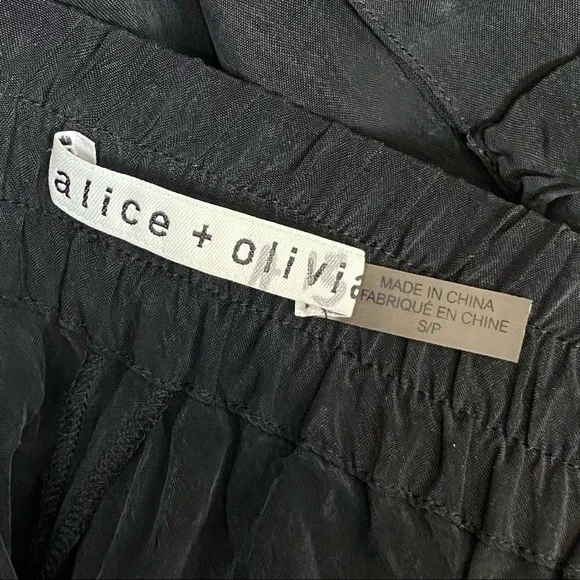 alice + olivia
MADE IN CHINA
FABRIQUÉ EN CHINE
S/P